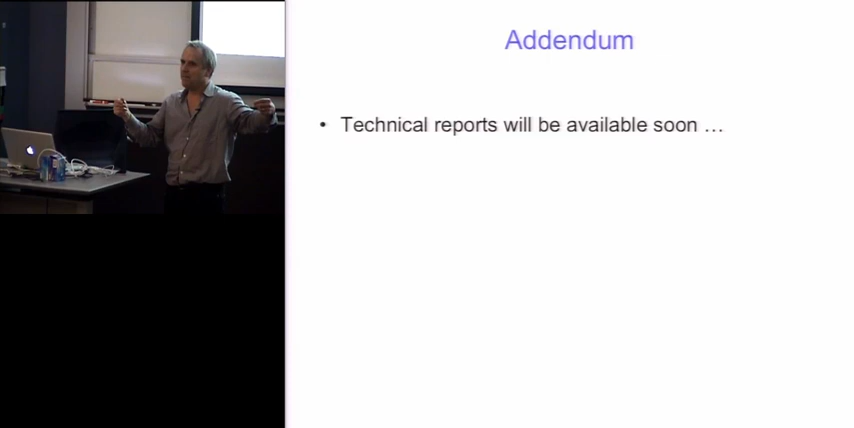 Addendum
• Technical reports will be available soon …